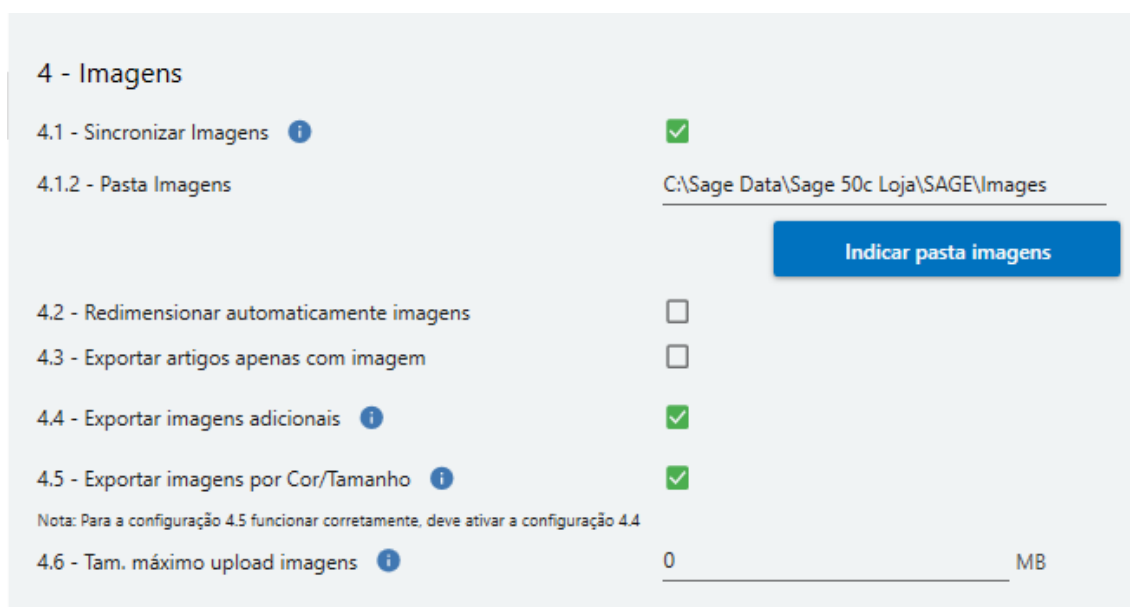 4 - Imagens
4.1 - Sincronizar Imagens
4.1.2 - Pasta Imagens C:\Sage Data\Sage 50c Loja\SAGE\Images
Indicar pasta imagens
4.2 - Redimensionar automaticamente imagens
4.3 - Exportar artigos apenas com imagem
4.4 - Exportar imagens adicionais
4.5 - Exportar imagens por Cor/Tamanho
Nota: Para a configuração 4.5 funcionar corretamente, deve ativar a configuração 4.4
4.6 - Tam. máximo upload imagens 0 MB